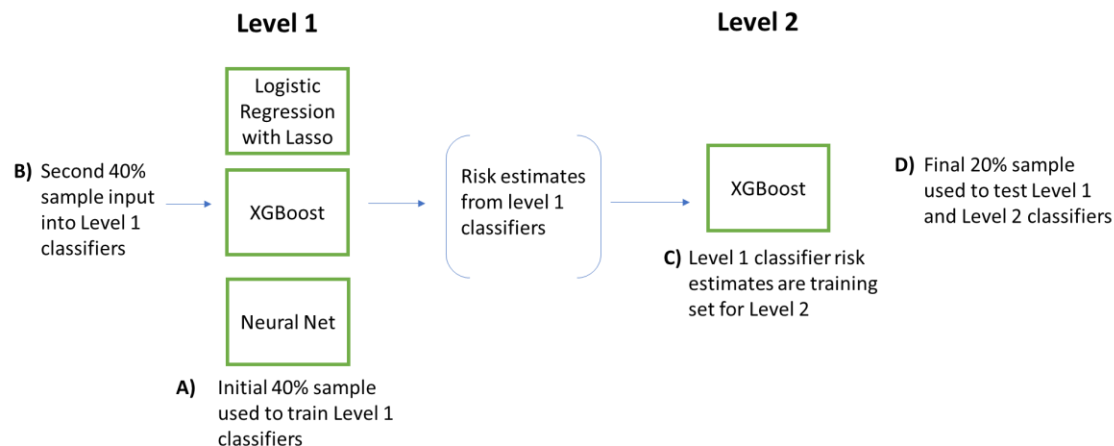 Level 1
Level 2
Logistic
Regression
with Lasso
B) Second 40%
sample input
into Level 1
classifiers
XGBoost
Risk estimates
from level 1
classifiers
XGBoost
D) Final 20% sample
used to test Level 1
and Level 2 classifiers
C) Level 1 classifier risk
estimates are training
set for Level 2
Neural Net
A) Initial 40% sample
used to train Level 1
classifiers